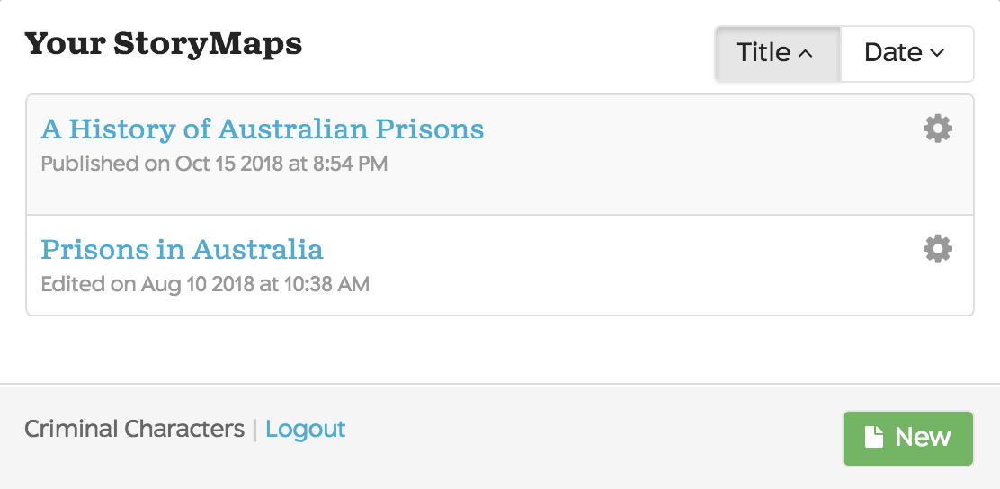 Your StoryMaps
Title Date
A History of Australian Prisons
Published on Oct 15 2018 at 8:54 PM
Prisons in Australia
Edited on Aug 10 2018 at 10:38 AM
Criminal Characters | Logout
New